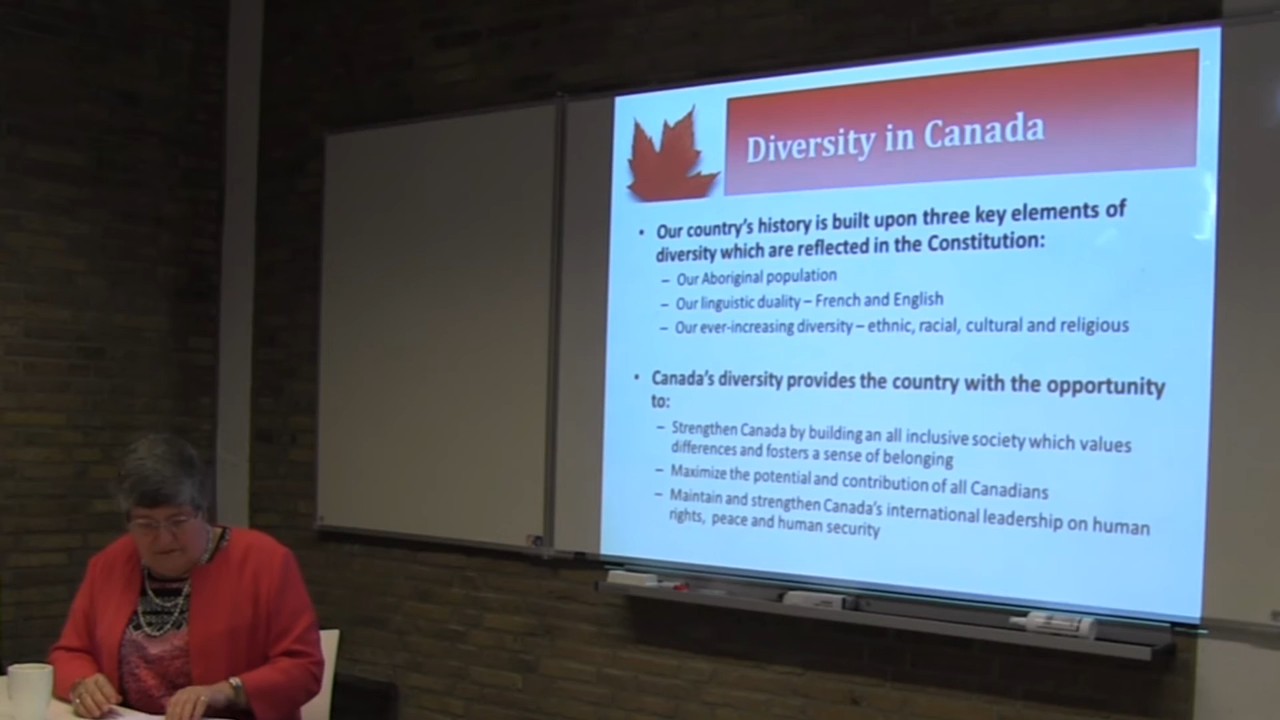 Diversity in Canada
• Our country's history is built upon three key elements of
diversity which are reflected in the Constitution:
– Our Aboriginal population
– Our linguistic duality – French and English
– Our ever-increasing diversity – ethnic, racial, cultural and religious
• Canada's diversity provides the country with the opportunity
to:
– Strengthen Canada by building an all inclusive society which values
differences and fosters a sense of belonging
– Maximize the potential and contribution of all Canadians
– Maintain and strengthen Canada's international leadership on human
rights, peace and human security